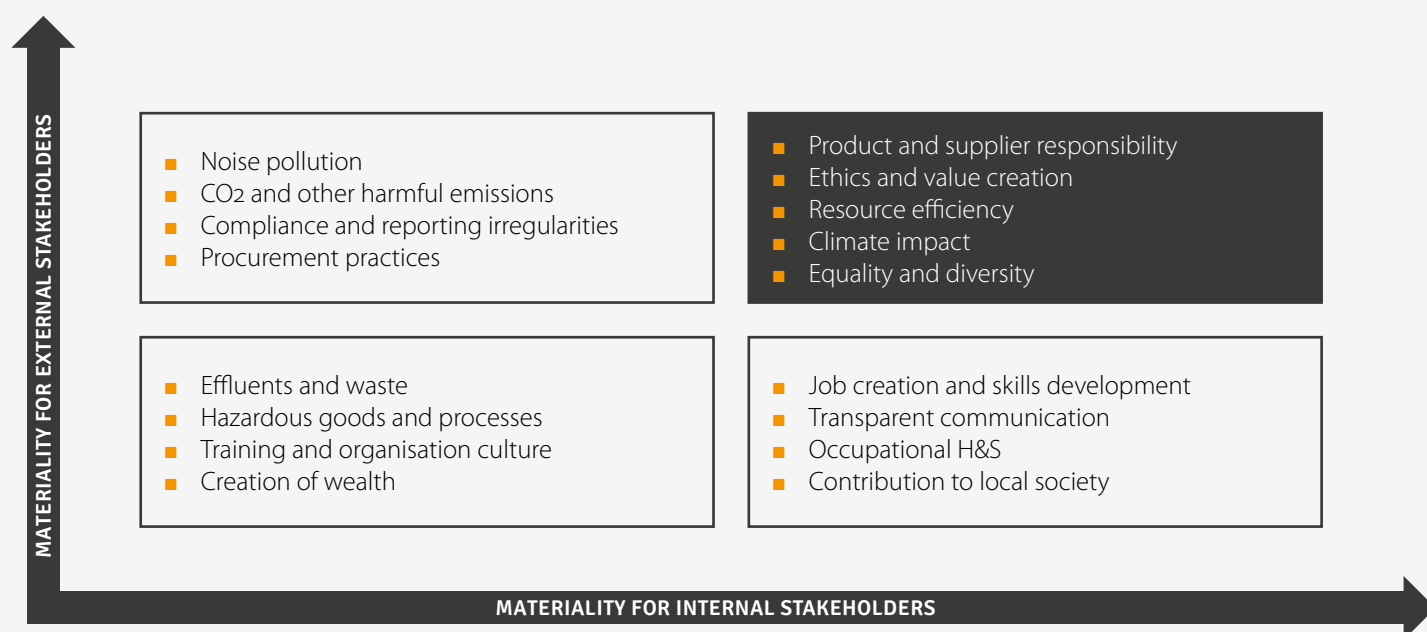 MATERIALITY FOR EXTERNAL STAKEHOLDERS
Noise pollution
CO2 and other harmful emissions
Compliance and reporting irregularities
Procurement practices
Product and supplier responsibility
Ethics and value creation
Resource efficiency
Climate impact
Equality and diversity
Effluents and waste
Hazardous goods and processes
Training and organisation culture
Creation of wealth
Job creation and skills development
Transparent communication
Occupational H&S
Contribution to local society
MATERIALITY FOR INTERNAL STAKEHOLDERS